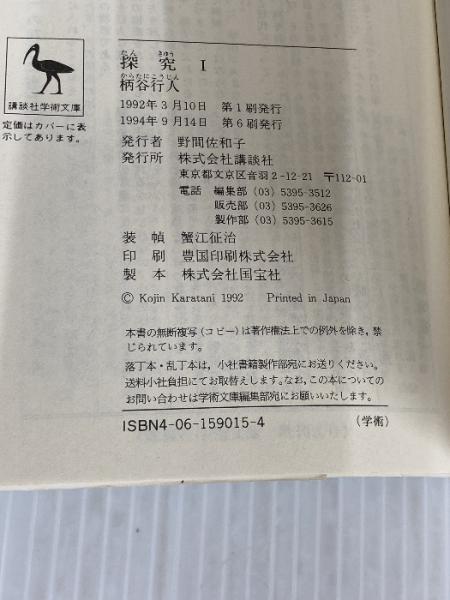 講談社学術文庫
定価はカバーに表
示してあります。
たん きゅう
探究 I
からたにこうじん
柄谷行人
1992年3月10日 第1刷発行
1994年9月14日 第6刷発行
発行者 野間佐和子
発行所 株式会社講談社
東京都文京区音羽2-12-21 〒112-01
電話 編集部 (03) 5395-3512
販売部 (03) 5395-3626
製作部 (03) 5395-3615
装幀 蟹江征治
印刷 豊国印刷株式会社
製本 株式会社国宝社
© Kojin Karatani 1992 Printed in Japan
本書の無断複写(コピー)は著作権法上での例外を除き,禁
じられています。
落丁本・乱丁本は,小社書籍製作部宛にお送りください。
送料小社負担にてお取替えします。なお,この本についての
お問い合わせは学術文庫編集部宛にお願いいたします。
ISBN4-06-159015-4
(学術)